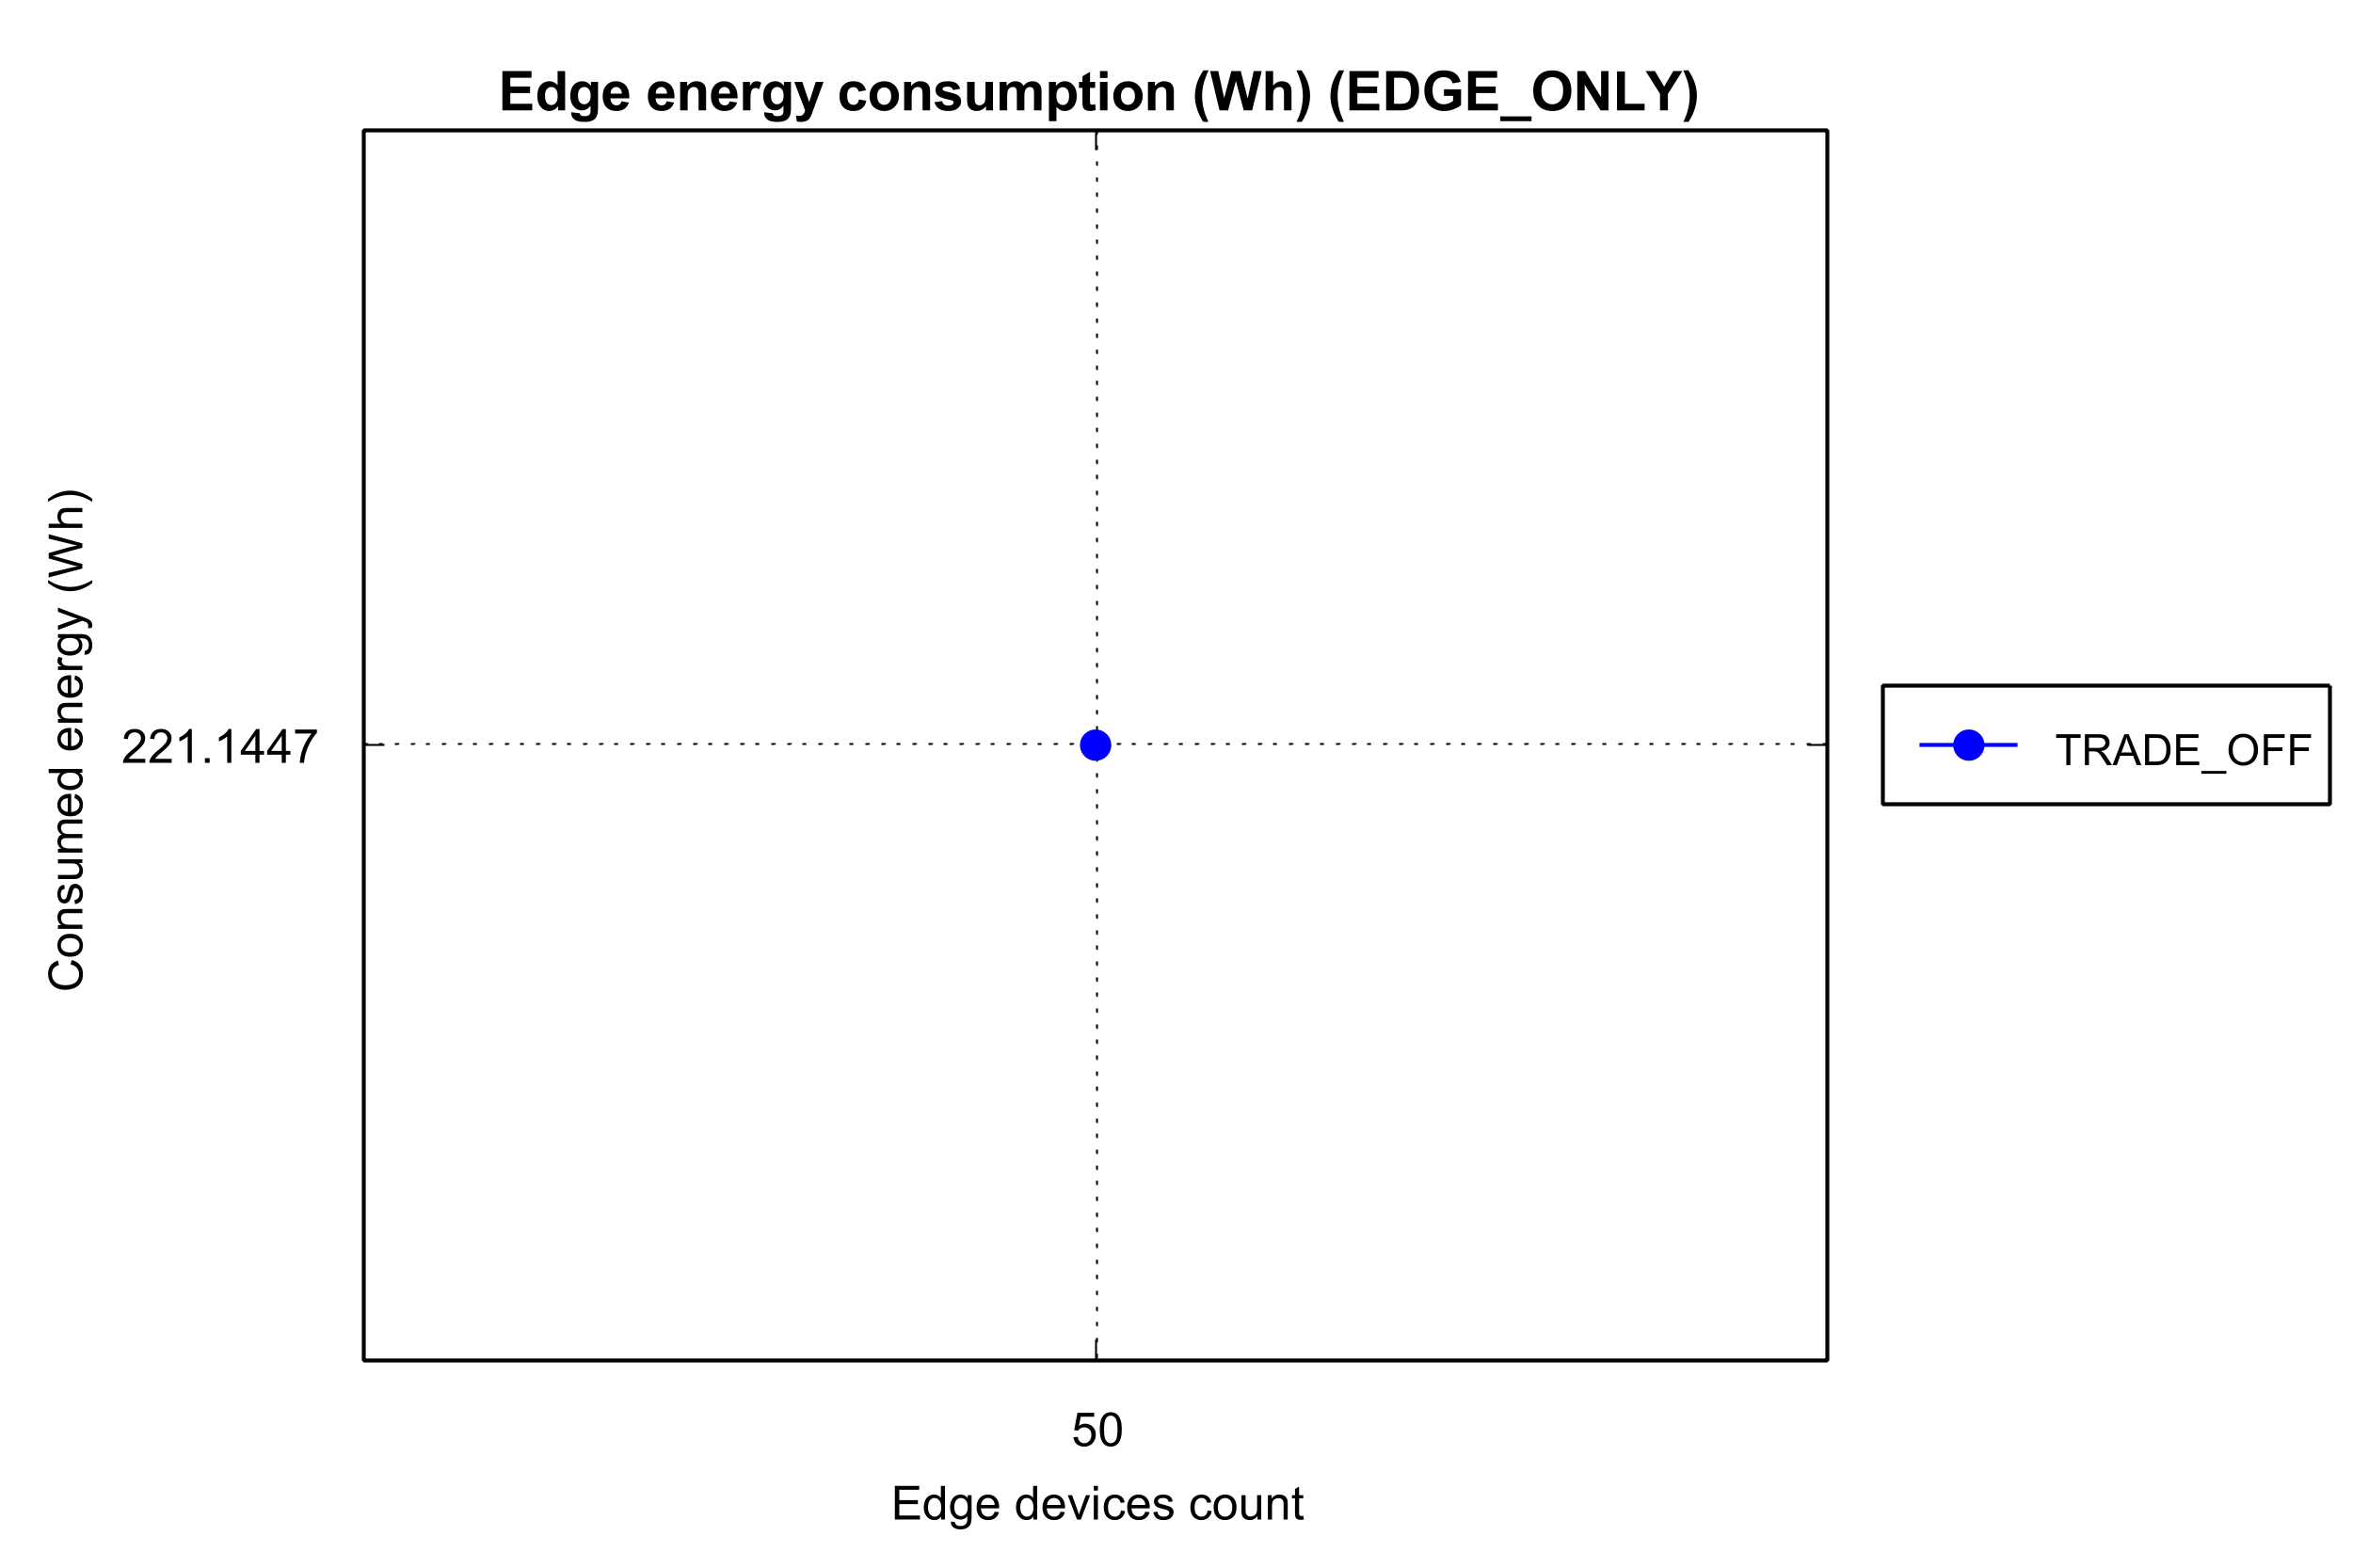 Edge energy consumption (Wh) (EDGE_ONLY)
Consumed energy (Wh)
221.1447
TRADE_OFF
50
Edge devices count